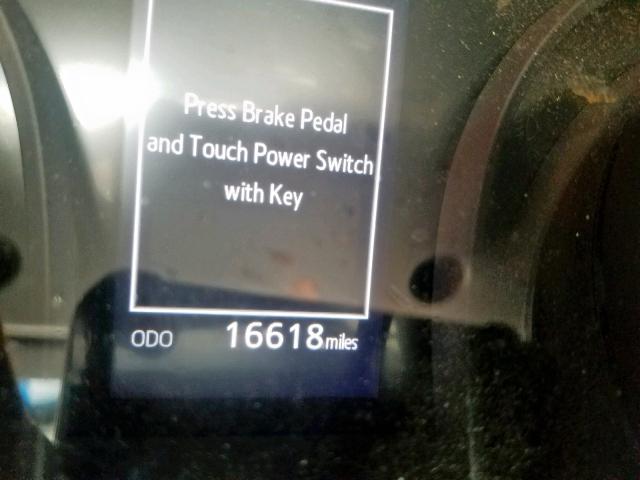 Press Brake Pedal
and Touch Power Switch
with Key
ODO 16618 miles